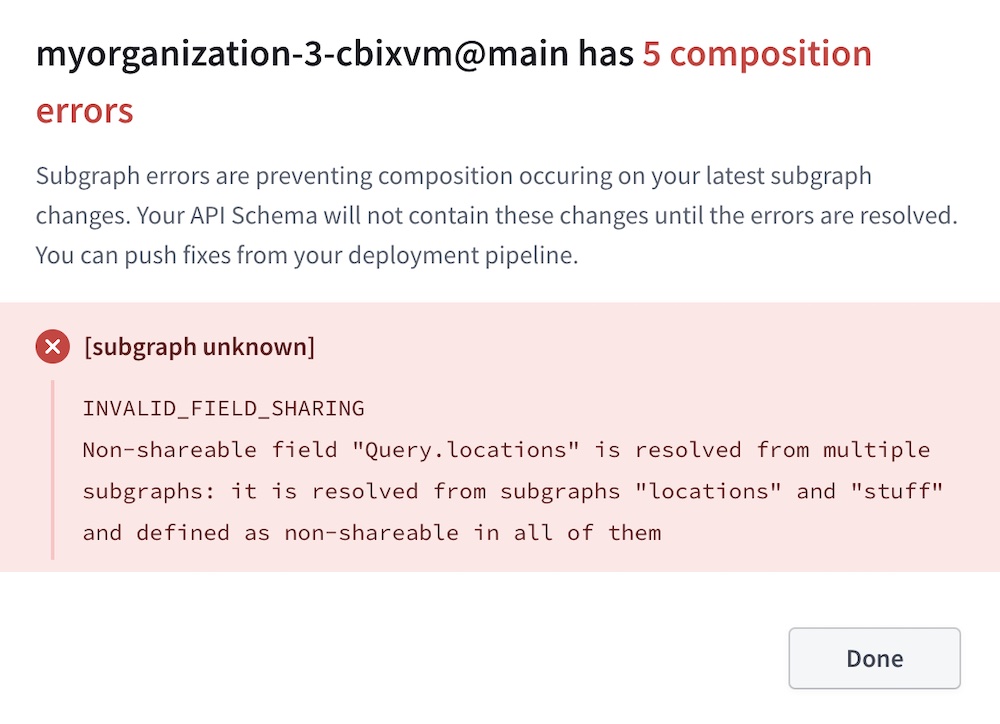 myorganization-3-cbixvm@main has 5 composition
errors
Subgraph errors are preventing composition occuring on your latest subgraph
changes. Your API Schema will not contain these changes until the errors are resolved.
You can push fixes from your deployment pipeline.
[subgraph unknown]
INVALID_FIELD_SHARING
Non-shareable field "Query.locations" is resolved from multiple
subgraphs: it is resolved from subgraphs "locations" and "stuff"
and defined as non-shareable in all of them
Done